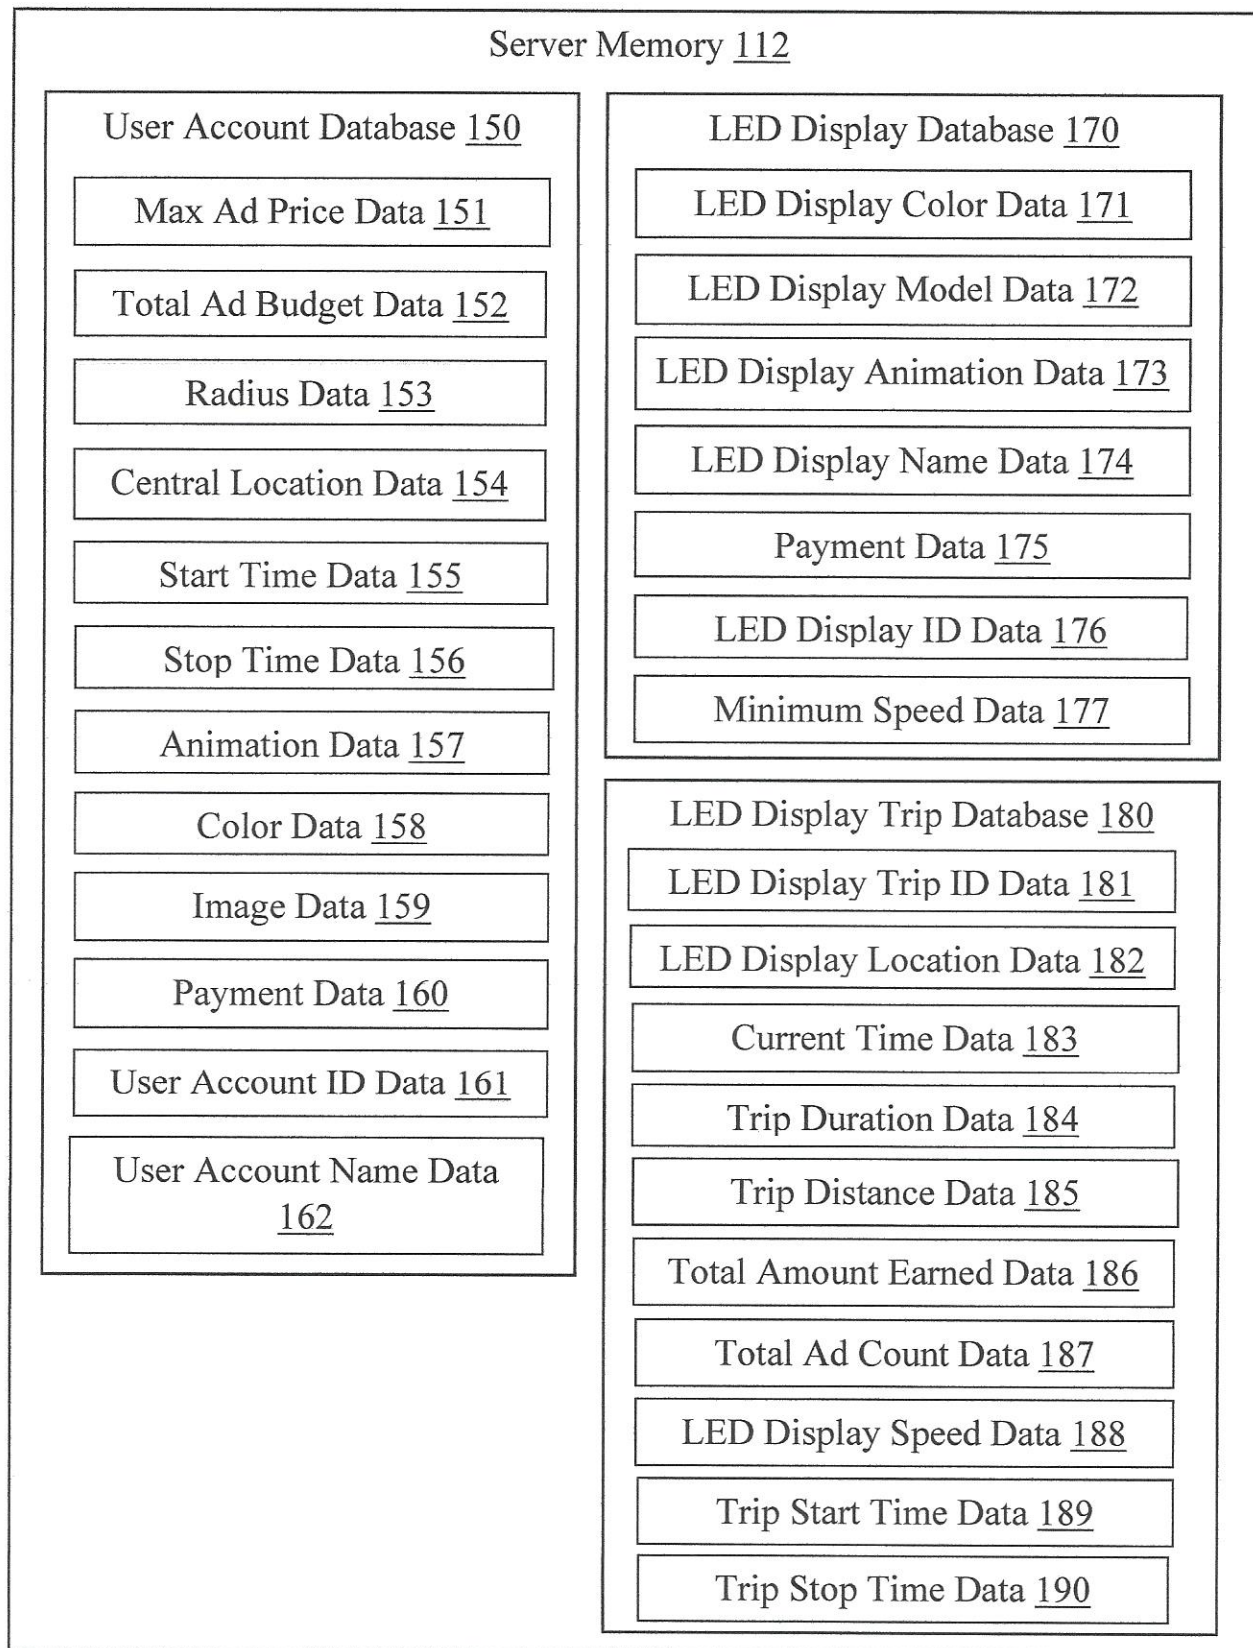 Server Memory 112
User Account Database 150
Max Ad Price Data 151
Total Ad Budget Data 152
Radius Data 153
Central Location Data 154
Start Time Data 155
Stop Time Data 156
Animation Data 157
Color Data 158
Image Data 159
Payment Data 160
User Account ID Data 161
User Account Name Data
162
LED Display Database 170
LED Display Color Data 171
LED Display Model Data 172
LED Display Animation Data 173
LED Display Name Data 174
Payment Data 175
LED Display ID Data 176
Minimum Speed Data 177
LED Display Trip Database 180
LED Display Trip ID Data 181
LED Display Location Data 182
Current Time Data 183
Trip Duration Data 184
Trip Distance Data 185
Total Amount Earned Data 186
Total Ad Count Data 187
LED Display Speed Data 188
Trip Start Time Data 189
Trip Stop Time Data 190